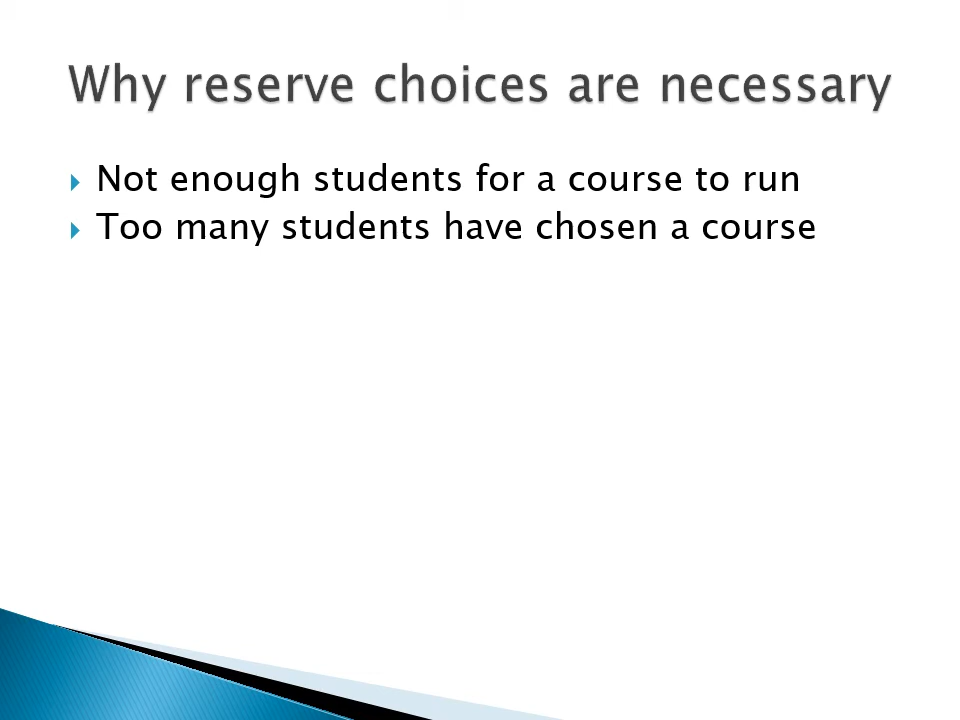 Why reserve choices are necessary
Not enough students for a course to run
Too many students have chosen a course